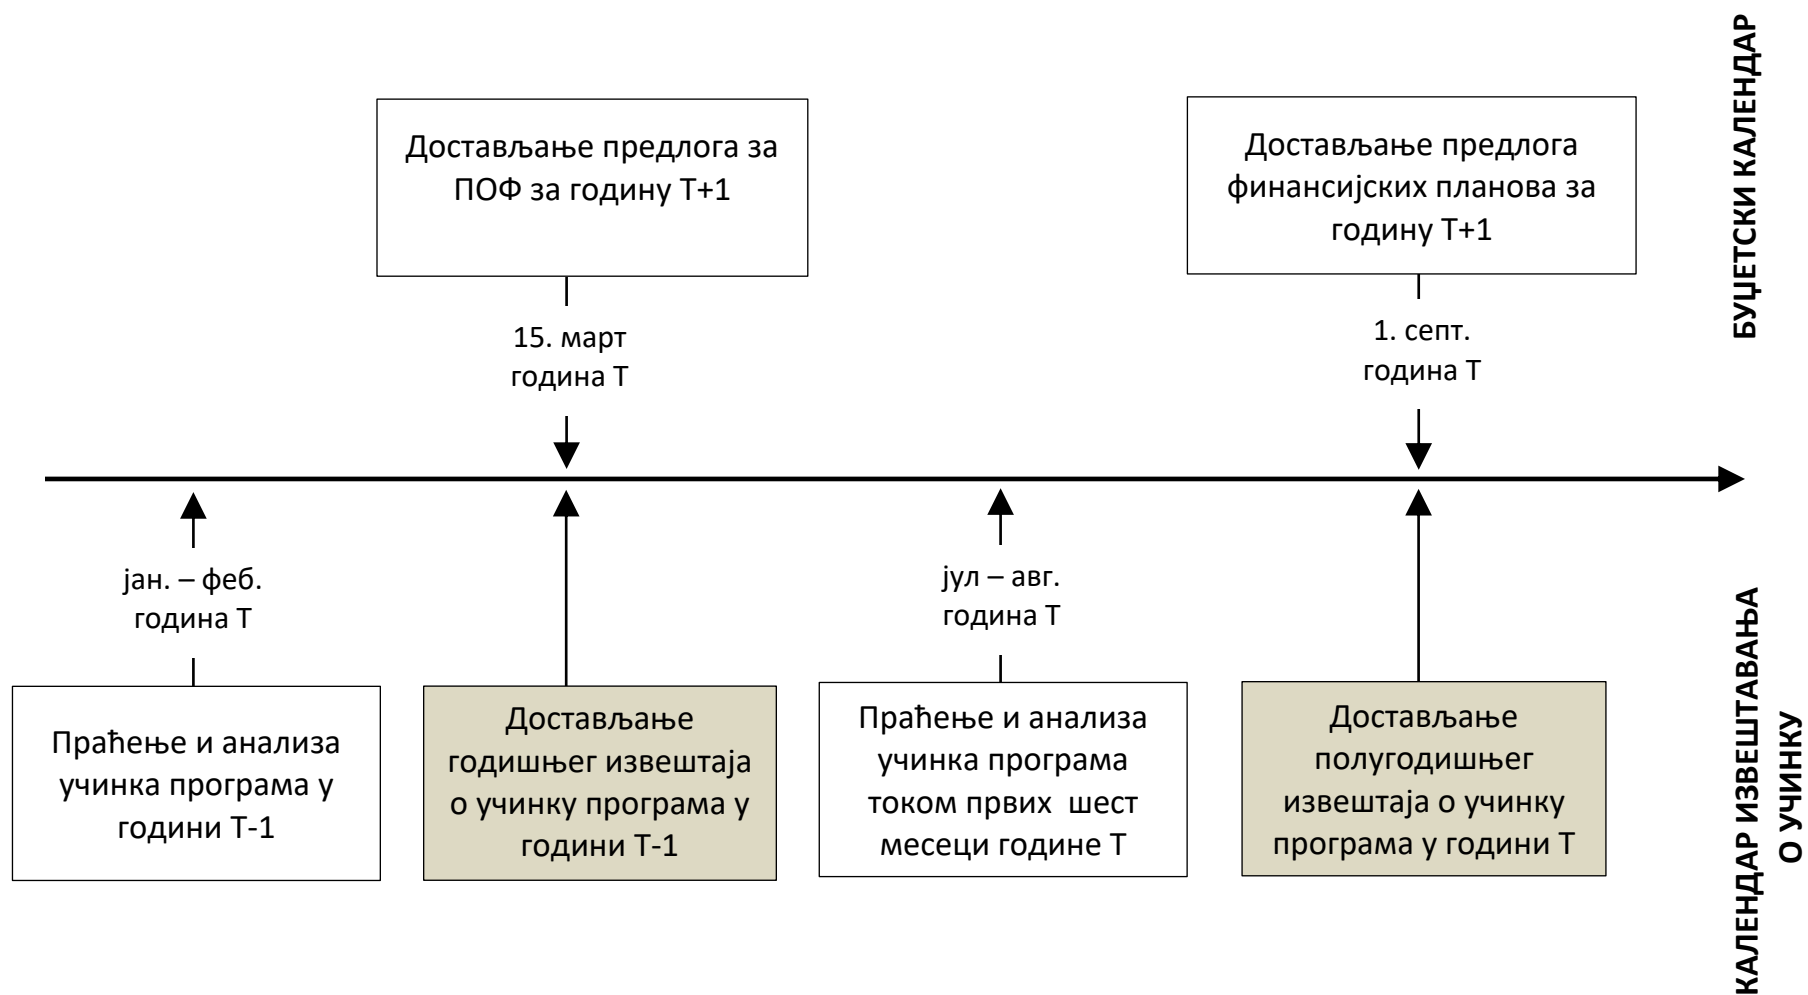 БУЏЕТСКИ КАЛЕНДАР
Достављање предлога за
ПОФ за годину Т+1
Достављање предлога
финансијских планова за
годину Т+1
15. март
година Т
1. септ.
година Т
јан. – феб.
година Т
јул – авг.
година Т
Праћење и анализа
учинка програма у
години Т-1
Достављање
годишњег извештаја
о учинку програма у
години Т-1
Праћење и анализа
учинка програма
током првих шест
месеци године Т
Достављање
полугодишњег
извештаја о учинку
програма у години Т
КАЛЕНДАР ИЗВЕШТАВАЊА
О УЧИНКУ